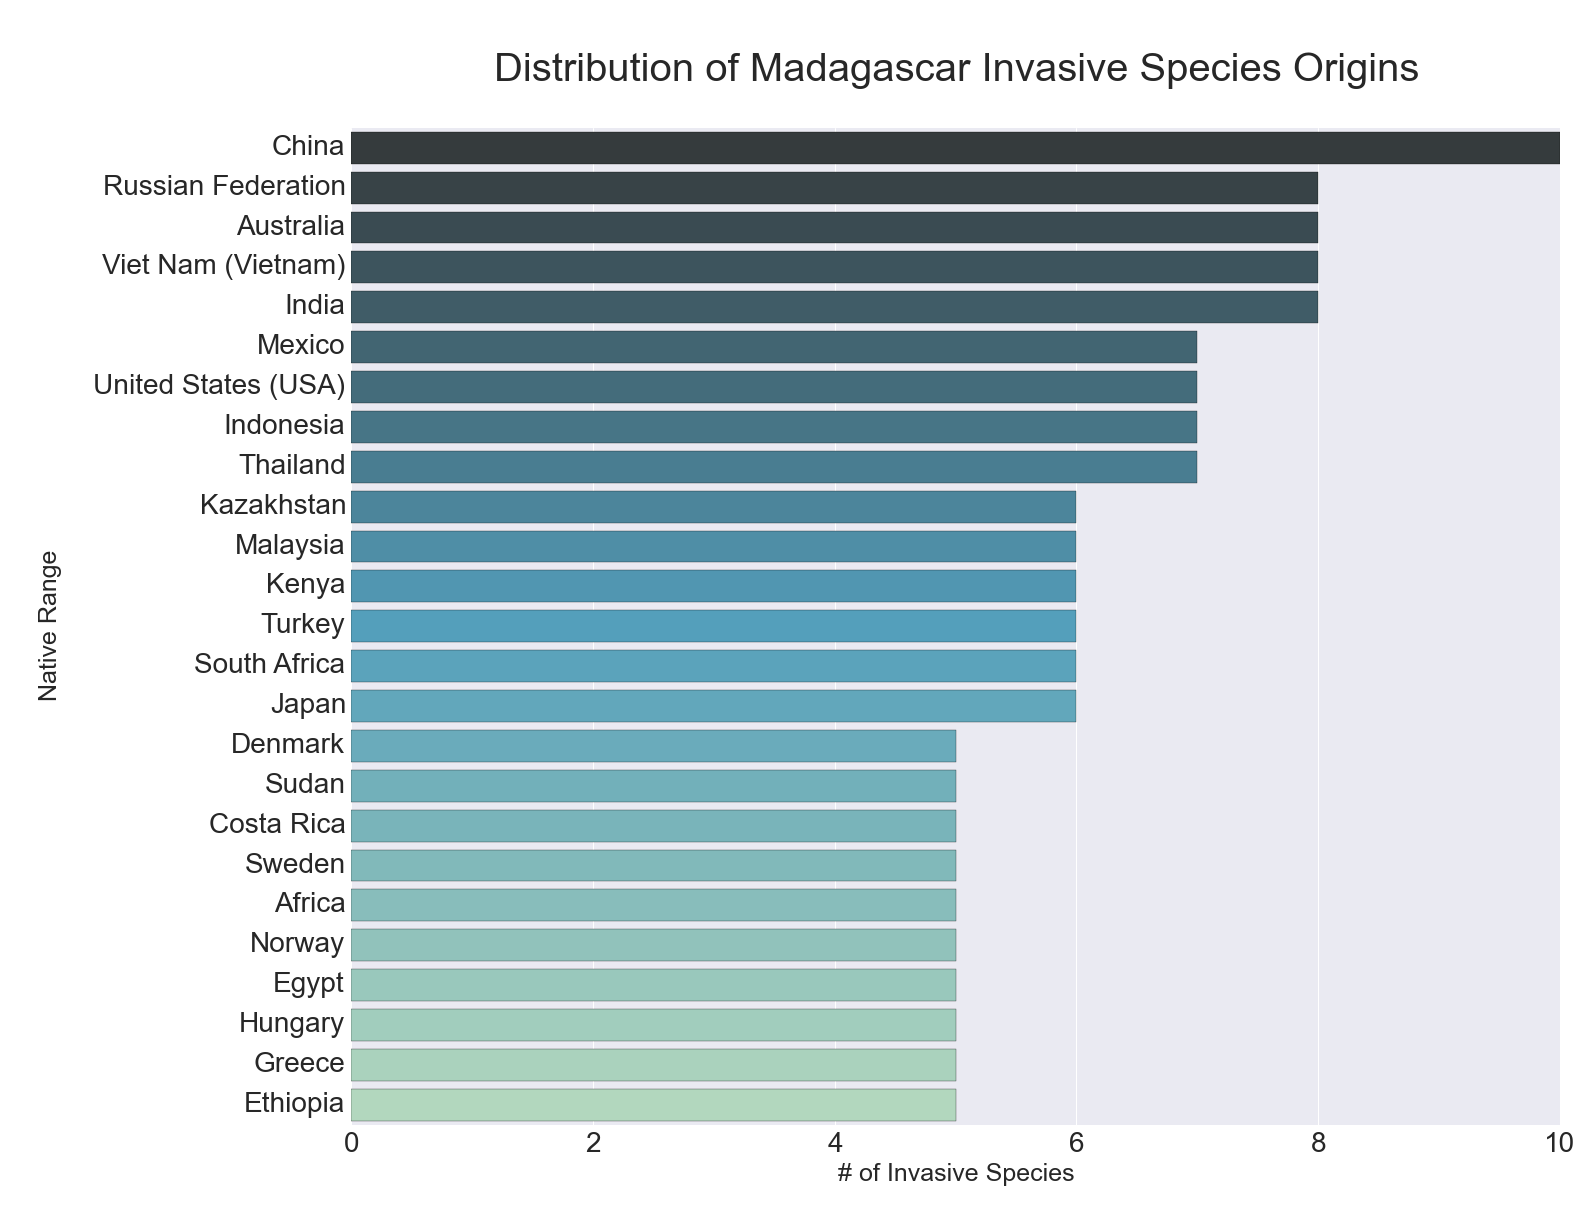 Distribution of Madagascar Invasive Species Origins
China
Russian Federation
Australia
Viet Nam (Vietnam)
India
Mexico
United States (USA)
Indonesia
Thailand
Kazakhstan
Malaysia
Kenya
Turkey
South Africa
Japan
Denmark
Sudan
Costa Rica
Sweden
Africa
Norway
Egypt
Hungary
Greece
Ethiopia
Native Range
0 2 4 6 8 10
# of Invasive Species